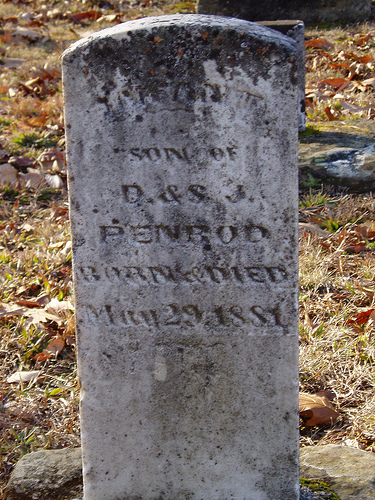 SON OF
D. & S. J.
PENROD
BORN & DIED
May 29, 1881